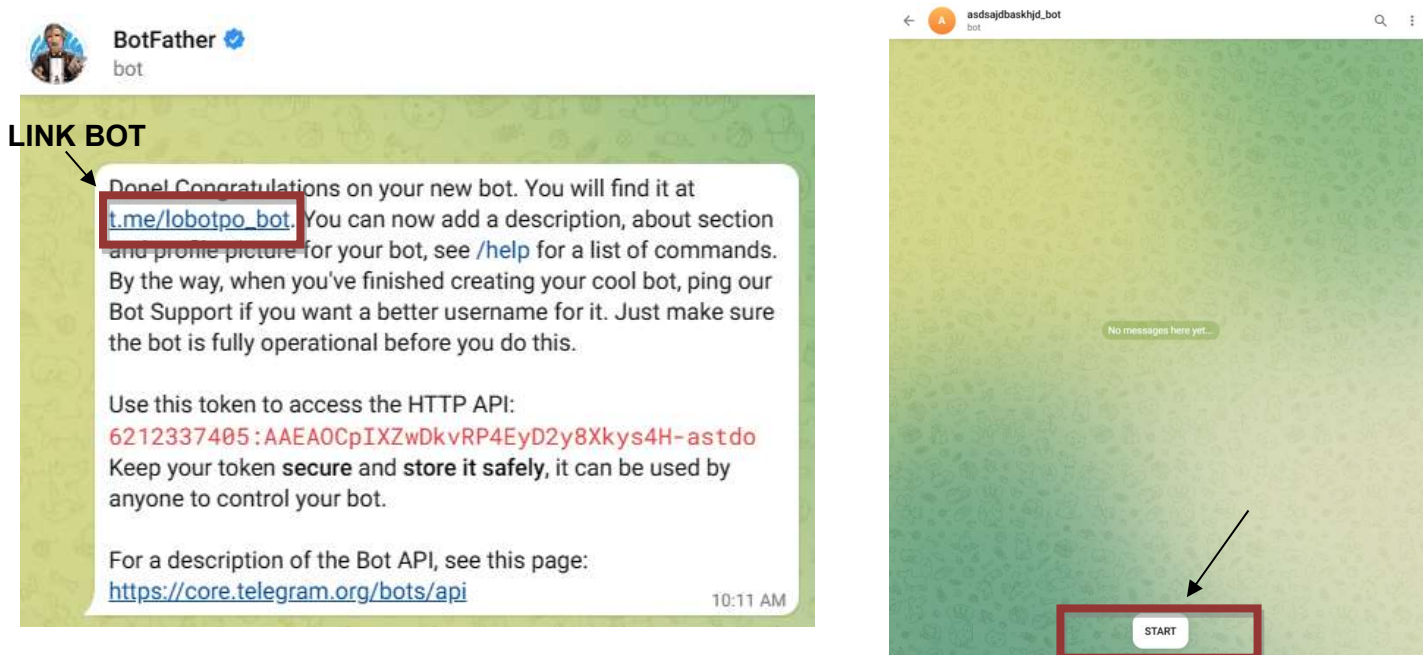 BotFather
bot
LINK BOT
Done! Congratulations on your new bot. You will find it at
t.me/lobotpo_bot. You can now add a description, about section
and profile picture for your bot, see /help for a list of commands.
By the way, when you've finished creating your cool bot, ping our
Bot Support if you want a better username for it. Just make sure
the bot is fully operational before you do this.
Use this token to access the HTTP API:
6212337405:AAEAOCpIXZwDkvRP4EyD2y8Xkys4H-astdo
Keep your token secure and store it safely, it can be used by
anyone to control your bot.
For a description of the Bot API, see this page:
https://core.telegram.org/bots/api
10:11 AM
A
asdsajdbaskhjd_bot
bot
No messages here yet...
START